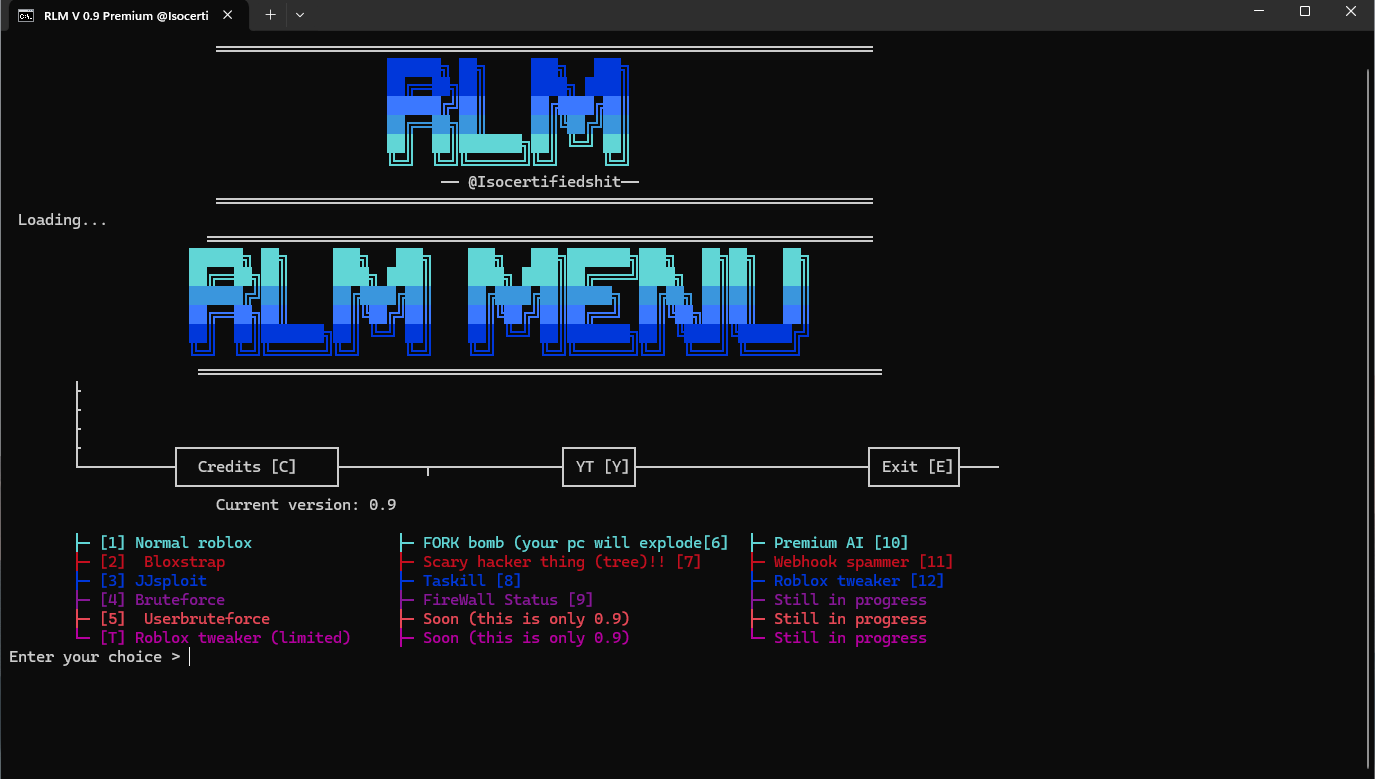 RLM V 0.9 Premium @Isocerti
RLM
@Isocertifiedshit
Loading...
RLM MENU
Credits [C] YT [Y] Exit [E]
Current version: 0.9
[1] Normal roblox FORK bomb (your pc will explode[6] Premium AI [10]
[2] Bloxstrap Scary hacker thing (tree)!! [7] Webhook spammer [11]
[3] JJsploit Taskill [8] Roblox tweaker [12]
[4] Bruteforce FireWall Status [9] Still in progress
[5] Userbruteforce Soon (this is only 0.9) Still in progress
[T] Roblox tweaker (limited) Soon (this is only 0.9) Still in progress
Enter your choice >